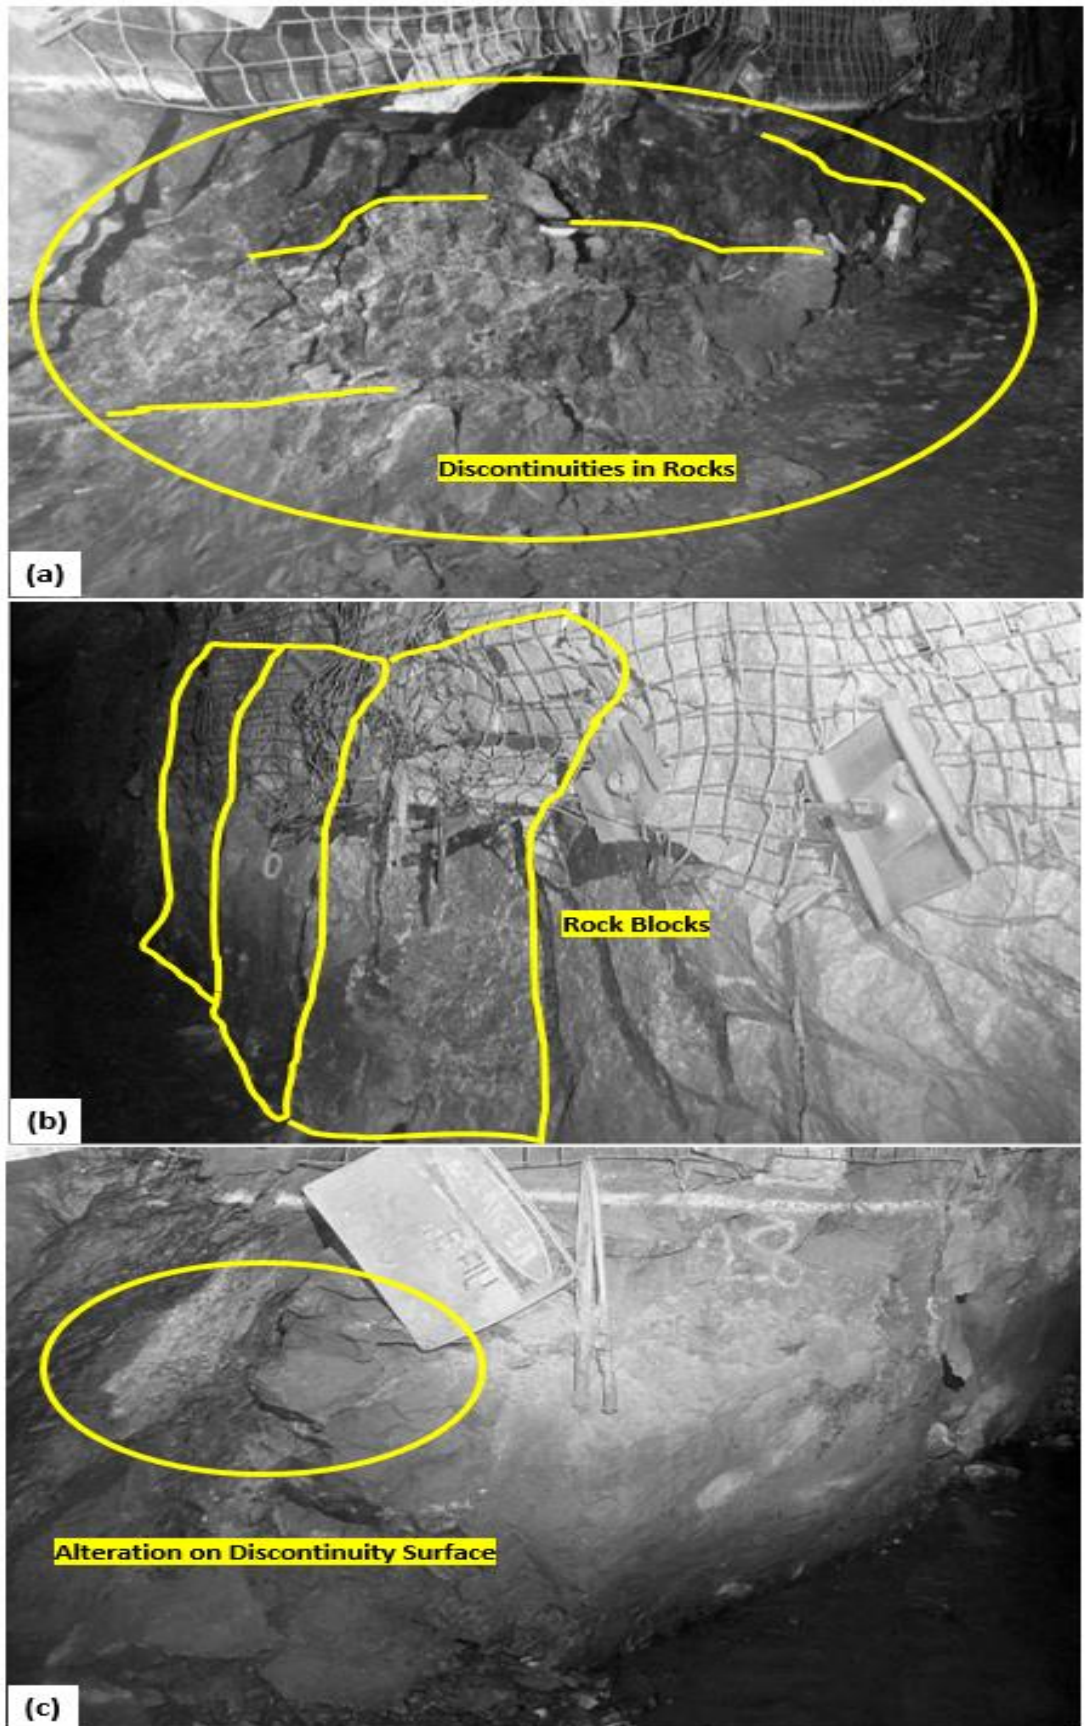 Discontinuities in Rocks
(a)
Rock Blocks
(b)
Alteration on Discontinuity Surface
(c)